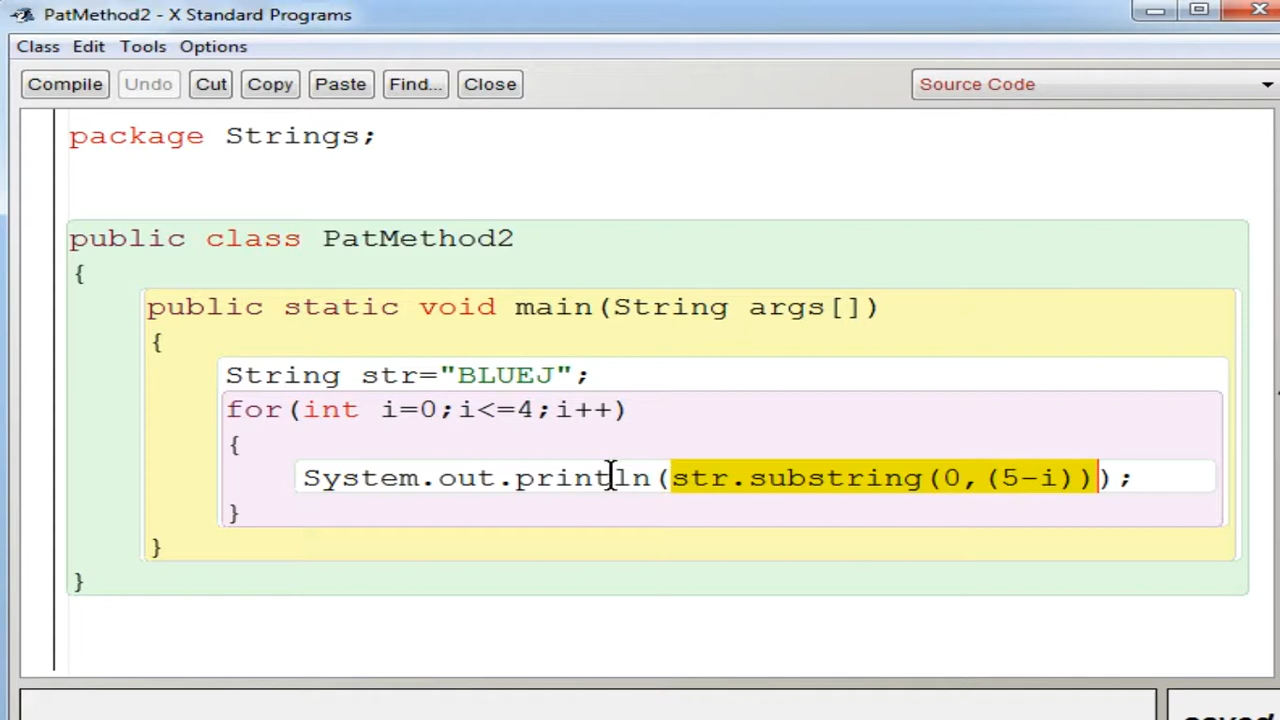 PatMethod2 - X Standard Programs
Class Edit Tools Options
Compile Undo Cut Copy Paste Find... Close Source Code
package Strings;
public class PatMethod2
{
public static void main(String args[])
{
String str="BLUEJ";
for(int i=0;i<=4;i++)
{
System.out.println(str.substring(0,(5-i)));
}
}
}
saved